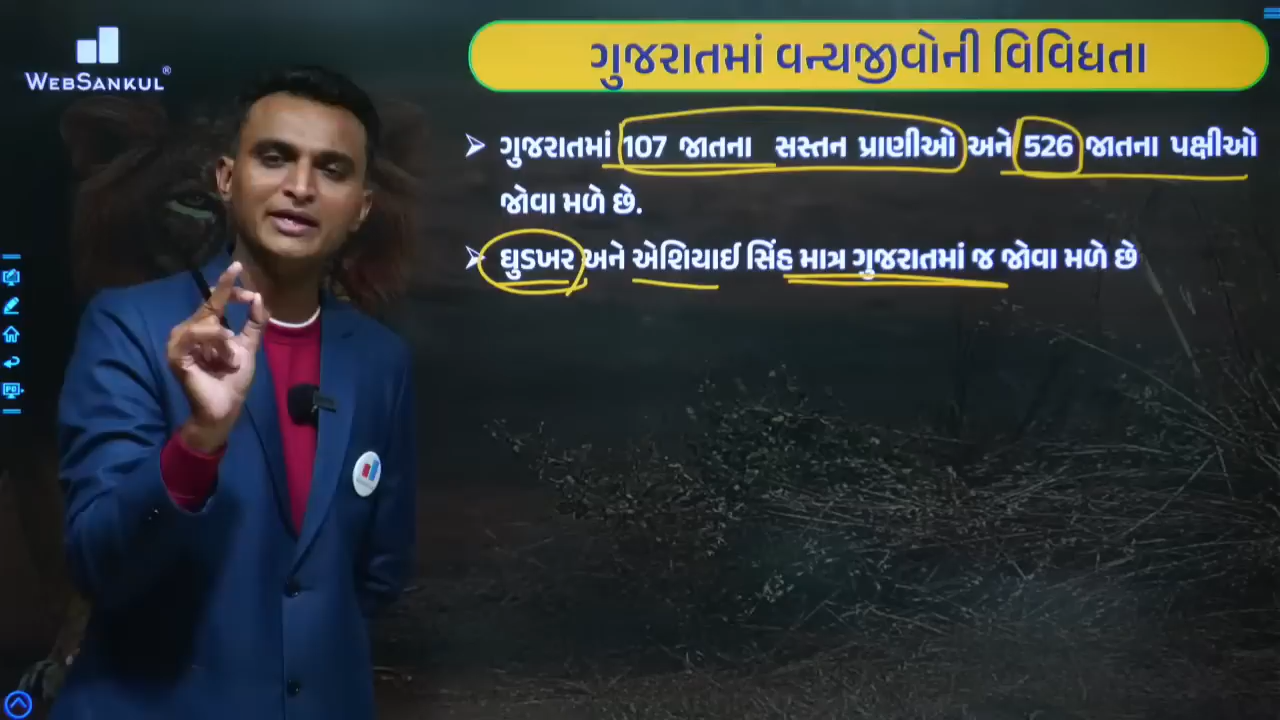 WEBSANKUL®
ગુજરાતમાં વન્યજીવોની વિવિધતા
➢ ગુજરાતમાં 107 જાતના સસ્તન પ્રાણીઓ અને 526 જાતના પક્ષીઓ
જોવા મળે છે.
➢ ઘુડખર અને એશિયાઈ સિંહ માત્ર ગુજરાતમાં જ જોવા મળે છે